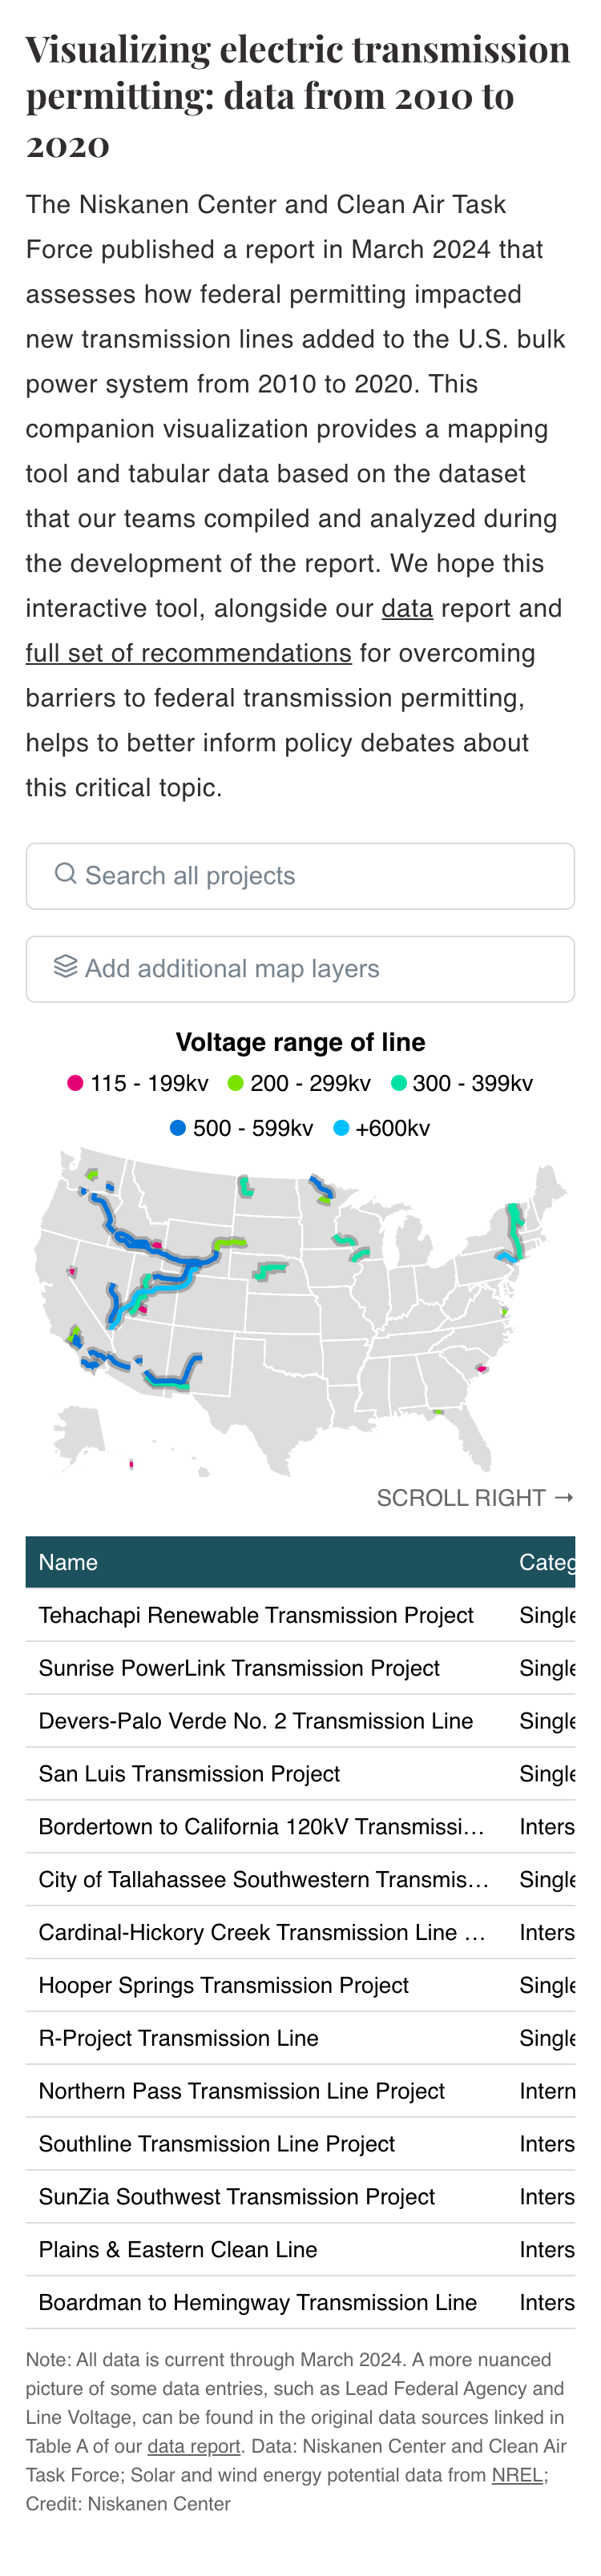 Visualizing electric transmission
permitting: data from 2010 to
2020
The Niskanen Center and Clean Air Task
Force published a report in March 2024 that
assesses how federal permitting impacted
new transmission lines added to the U.S. bulk
power system from 2010 to 2020. This
companion visualization provides a mapping
tool and tabular data based on the dataset
that our teams compiled and analyzed during
the development of the report. We hope this
interactive tool, alongside our data report and
full set of recommendations for overcoming
barriers to federal transmission permitting,
helps to better inform policy debates about
this critical topic.
Search all projects
Add additional map layers
Voltage range of line
115 - 199kv 200 - 299kv 300 - 399kv
500 - 599kv +600kv
SCROLL RIGHT →
Name Categ
Tehachapi Renewable Transmission Project Single
Sunrise PowerLink Transmission Project Single
Devers-Palo Verde No. 2 Transmission Line Single
San Luis Transmission Project Single
Bordertown to California 120kV Transmissi... Inters
City of Tallahassee Southwestern Transmis... Single
Cardinal-Hickory Creek Transmission Line ... Inters
Hooper Springs Transmission Project Single
R-Project Transmission Line Single
Northern Pass Transmission Line Project Intern
Southline Transmission Line Project Inters
SunZia Southwest Transmission Project Inters
Plains & Eastern Clean Line Inters
Boardman to Hemingway Transmission Line Inters
Note: All data is current through March 2024. A more nuanced
picture of some data entries, such as Lead Federal Agency and
Line Voltage, can be found in the original data sources linked in
Table A of our data report. Data: Niskanen Center and Clean Air
Task Force; Solar and wind energy potential data from NREL;
Credit: Niskanen Center